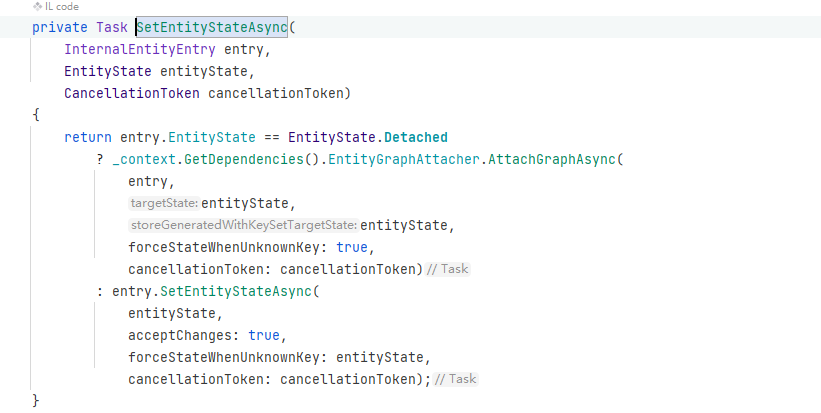 IL code
private Task SetEntityStateAsync(
InternalEntityEntry entry,
EntityState entityState,
CancellationToken cancellationToken)
{
return entry.EntityState == EntityState.Detached
? _context.GetDependencies().EntityGraphAttacher.AttachGraphAsync(
entry,
targetState: entityState,
storeGeneratedWithKeySetTargetState: entityState,
forceStateWhenUnknownKey: true,
cancellationToken: cancellationToken) // Task
: entry.SetEntityStateAsync(
entityState,
acceptChanges: true,
forceStateWhenUnknownKey: entityState,
cancellationToken: cancellationToken); // Task
}